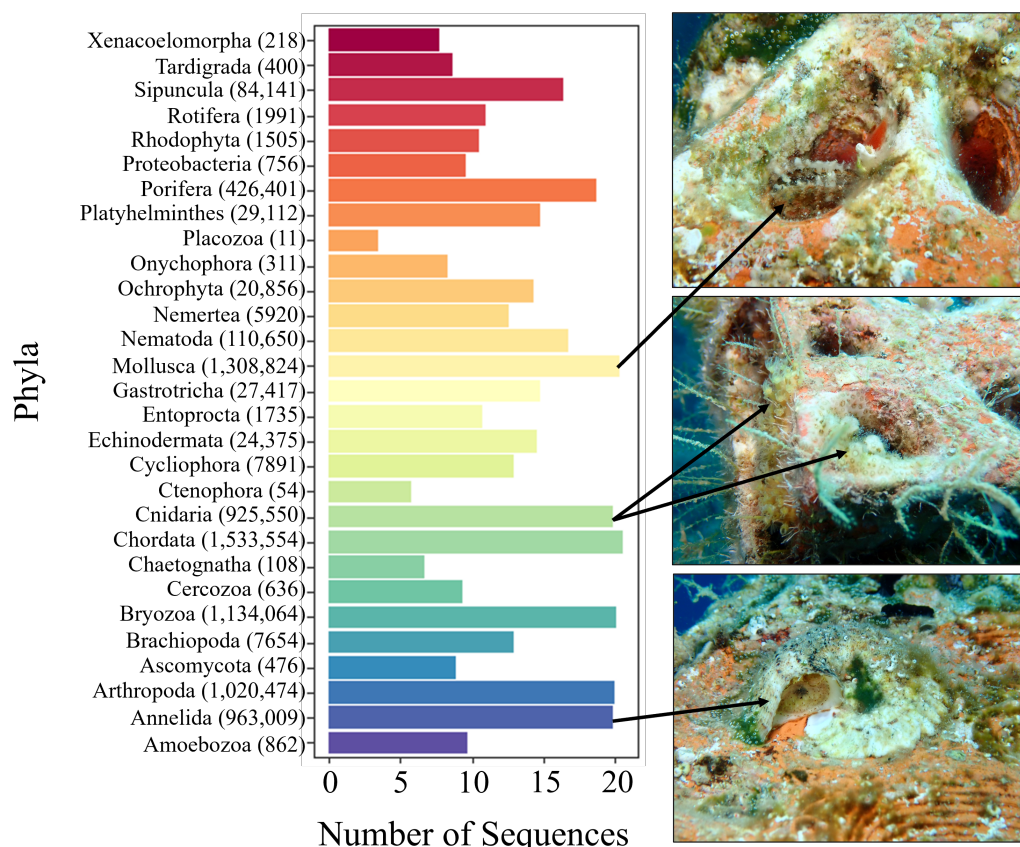 Phyla
Xenacoelomorpha (218)
Tardigrada (400)
Sipuncula (84,141)
Rotifera (1991)
Rhodophyta (1505)
Proteobacteria (756)
Porifera (426,401)
Platyhelminthes (29,112)
Placozoa (11)
Onychophora (311)
Ochrophyta (20,856)
Nemertea (5920)
Nematoda (110,650)
Mollusca (1,308,824)
Gastrotricha (27,417)
Entoprocta (1735)
Echinodermata (24,375)
Cycliophora (7891)
Ctenophora (54)
Cnidaria (925,550)
Chordata (1,533,554)
Chaetognatha (108)
Cercozoa (636)
Bryozoa (1,134,064)
Brachiopoda (7654)
Ascomycota (476)
Arthropoda (1,020,474)
Annelida (963,009)
Amoebozoa (862)
0 5 10 15 20
Number of Sequences